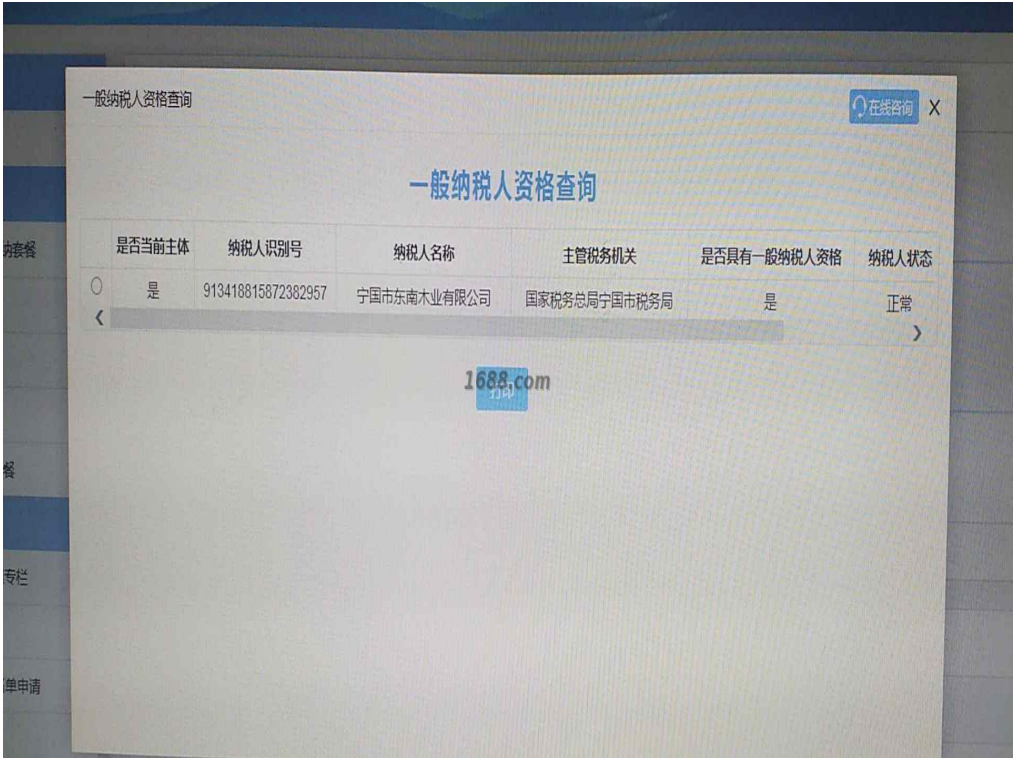 一般纳税人资格查询
在线咨询 X
一般纳税人资格查询
是否当前主体 纳税人识别号 纳税人名称 主管税务机关 是否具有一般纳税人资格 纳税人状态
是 913418815872382957 宁国市东南木业有限公司 国家税务总局宁国市税务局 是 正常
1688.com
打印
纳套餐
餐
专栏
单申请